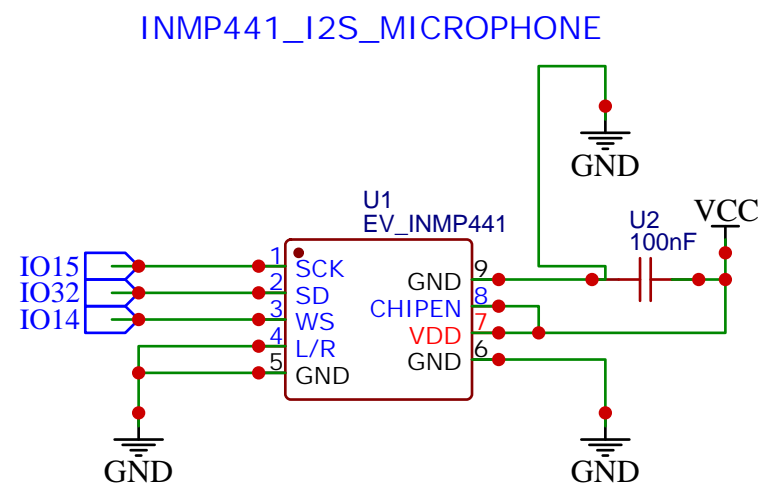 INMP441_I2S_MICROPHONE
GND
U1
EV_INMP441
U2
100nF
VCC
IO15
IO32
IO14
1
SCK
2
SD
3
WS
4
L/R
5
GND
9
GND
8
CHIPEN
7
VDD
6
GND
GND
GND